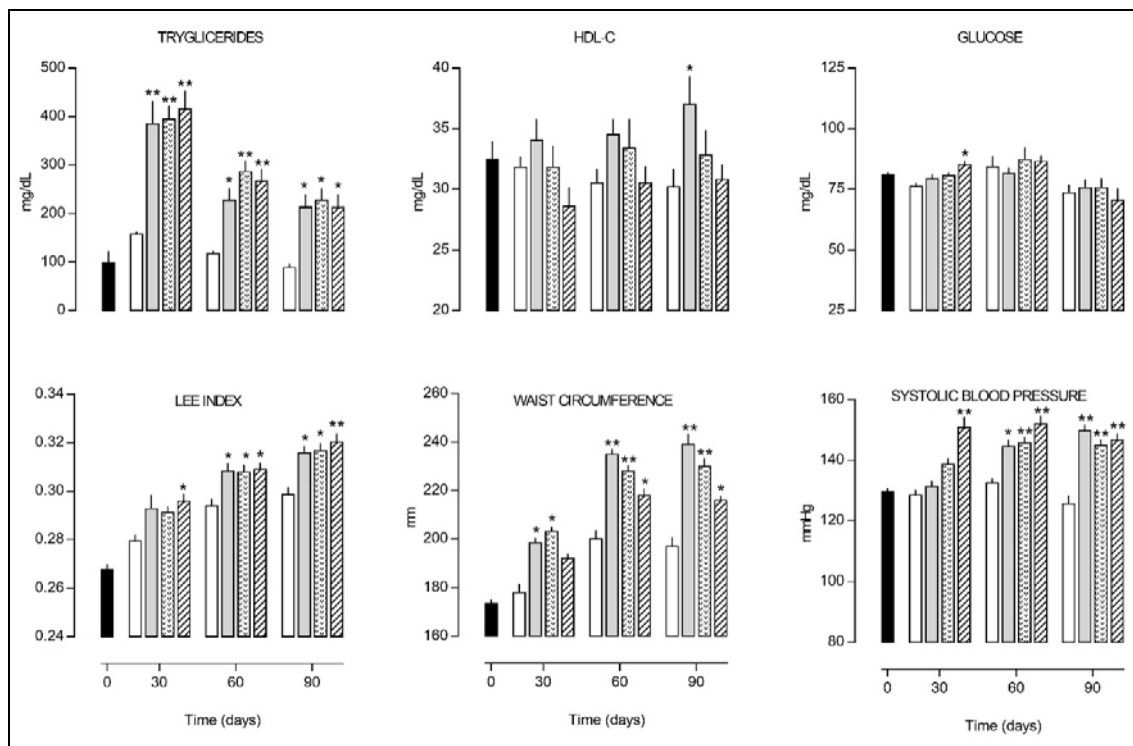 TRYGLICERIDES
500
400
300
200
100
0
mg/dL
** ** **
* ** **
* * *
HDL-C
40
35
30
25
20
mg/dL
*
GLUCOSE
125
100
75
50
25
mg/dL
*
LEE INDEX
0.34
0.32
0.30
0.28
0.26
0.24
*
* * *
* * **
0 30 60 90
Time (days)
WAIST CIRCUMFERENCE
260
240
220
200
180
160
mm
* *
** ** *
** ** *
0 30 60 90
Time (days)
SYSTOLIC BLOOD PRESSURE
160
140
120
100
80
mmHg
**
* ** **
** ** **
0 30 60 90
Time (days)